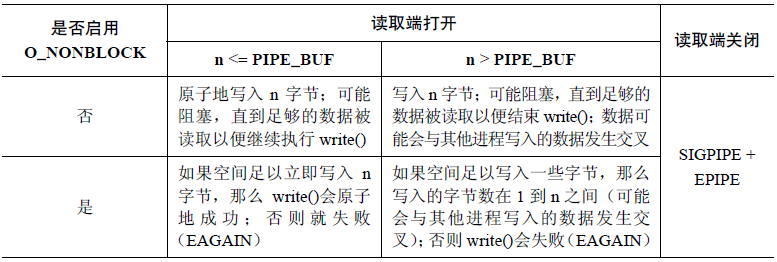 是否启用
O_NONBLOCK
读取端打开
读取端关闭
n <= PIPE_BUF
n > PIPE_BUF
否
原子地写入 n 字节；可能
阻塞，直到足够的数据被
读取以便继续执行 write()
写入 n 字节；可能阻塞，直到足够的
数据被读取以便结束 write()；数据可
能会与其他进程写入的数据发生交叉
SIGPIPE +
EPIPE
是
如果空间足以立即写入 n
字节，那么 write()会原子
地成功；否则就失败
（EAGAIN）
如果空间足以写入一些字节，那么
写入的字节数在 1 到 n 之间（可能
会与其他进程写入的数据发生交
叉）；否则 write()会失败（EAGAIN）